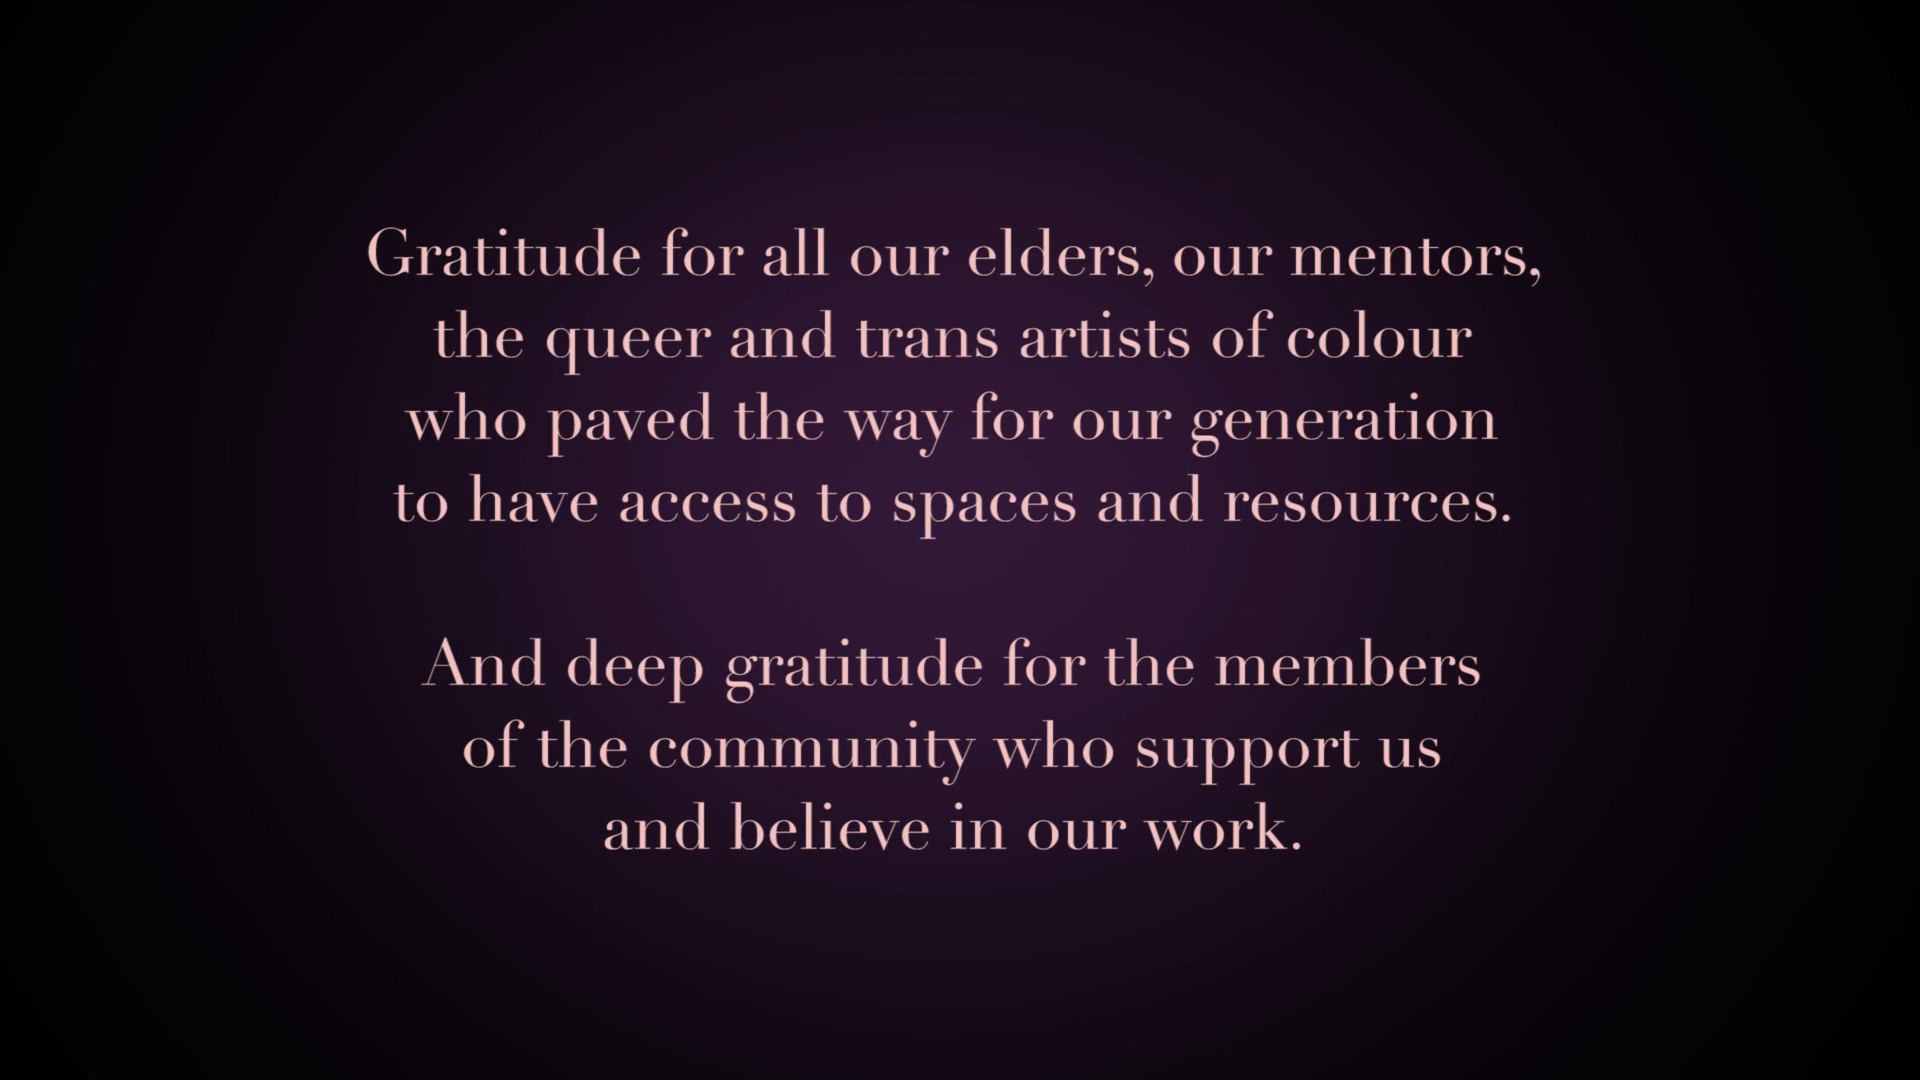 Gratitude for all our elders, our mentors,
the queer and trans artists of colour
who paved the way for our generation
to have access to spaces and resources.
And deep gratitude for the members
of the community who support us
and believe in our work.